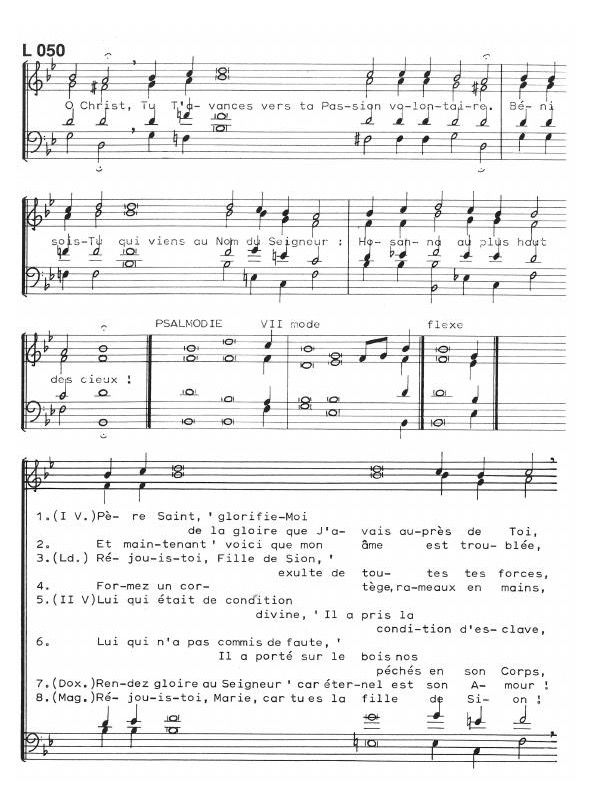 L 050
O Christ, Tu T'a- vances vers ta Pas-sion vo-lon-tai-re. Bé- ni
sois-Tu qui viens au Nom du Seigneur : Ho- san- na au plus haut
PSALMODIE VII mode flexe
des cieux !
1.(I V.)Pè- re Saint, ' glorifie-Moi
de la gloire que J'a- vais au-près de Toi,
2. Et main-tenant' voici que mon âme est trou-blée,
3.(Ld.) Ré- jou-is-toi, Fille de Sion, '
exulte de tou- tes tes forces,
4. For-mez un cor- tège,rameaux en mains,
5.(II V)Lui qui était de condition
divine, ' Il a pris la
condi-tion d'es-clave,
6. Lui qui n'a pas commis de faute, '
Il a porté sur le bois nos
péchés en son Corps,
7.(Dox.)Ren-dez gloire au Seigneur ' car éter-nel est son A- mour !
8.(Mag.)Ré- jou-is-toi, Marie, car tu es la fille de Si- on !